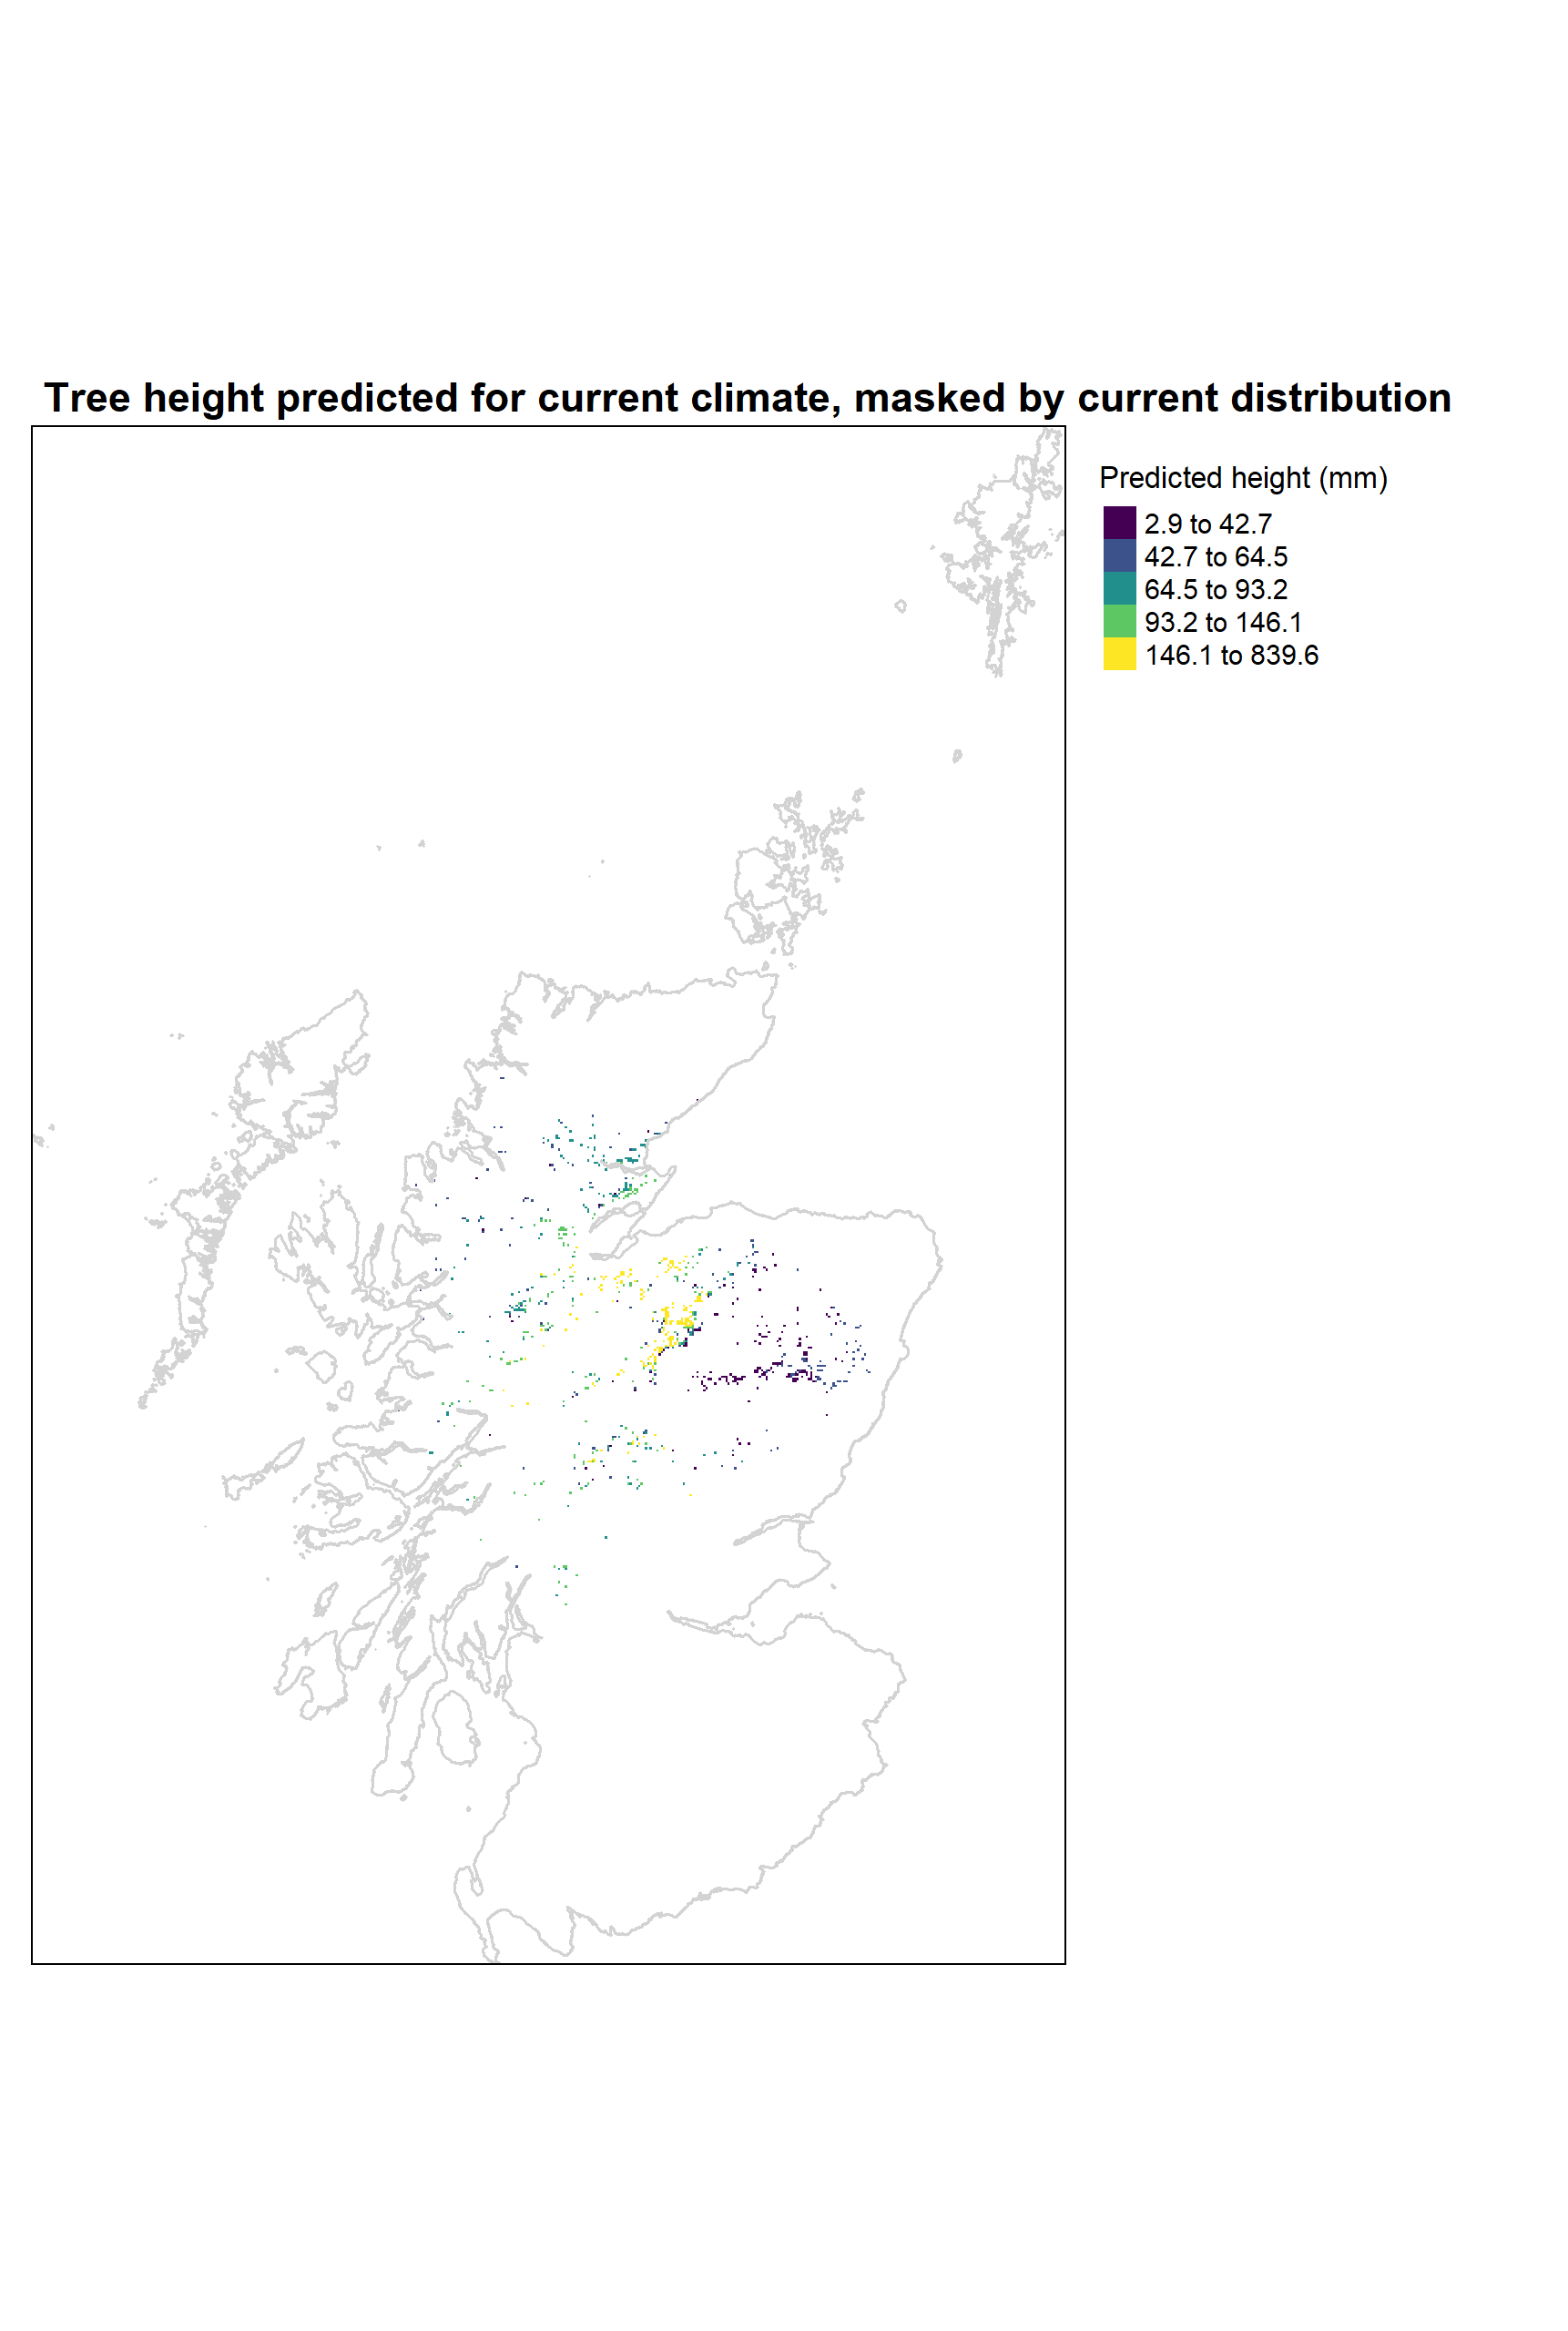 Tree height predicted for current climate, masked by current distribution
Predicted height (mm)
2.9 to 42.7
42.7 to 64.5
64.5 to 93.2
93.2 to 146.1
146.1 to 839.6